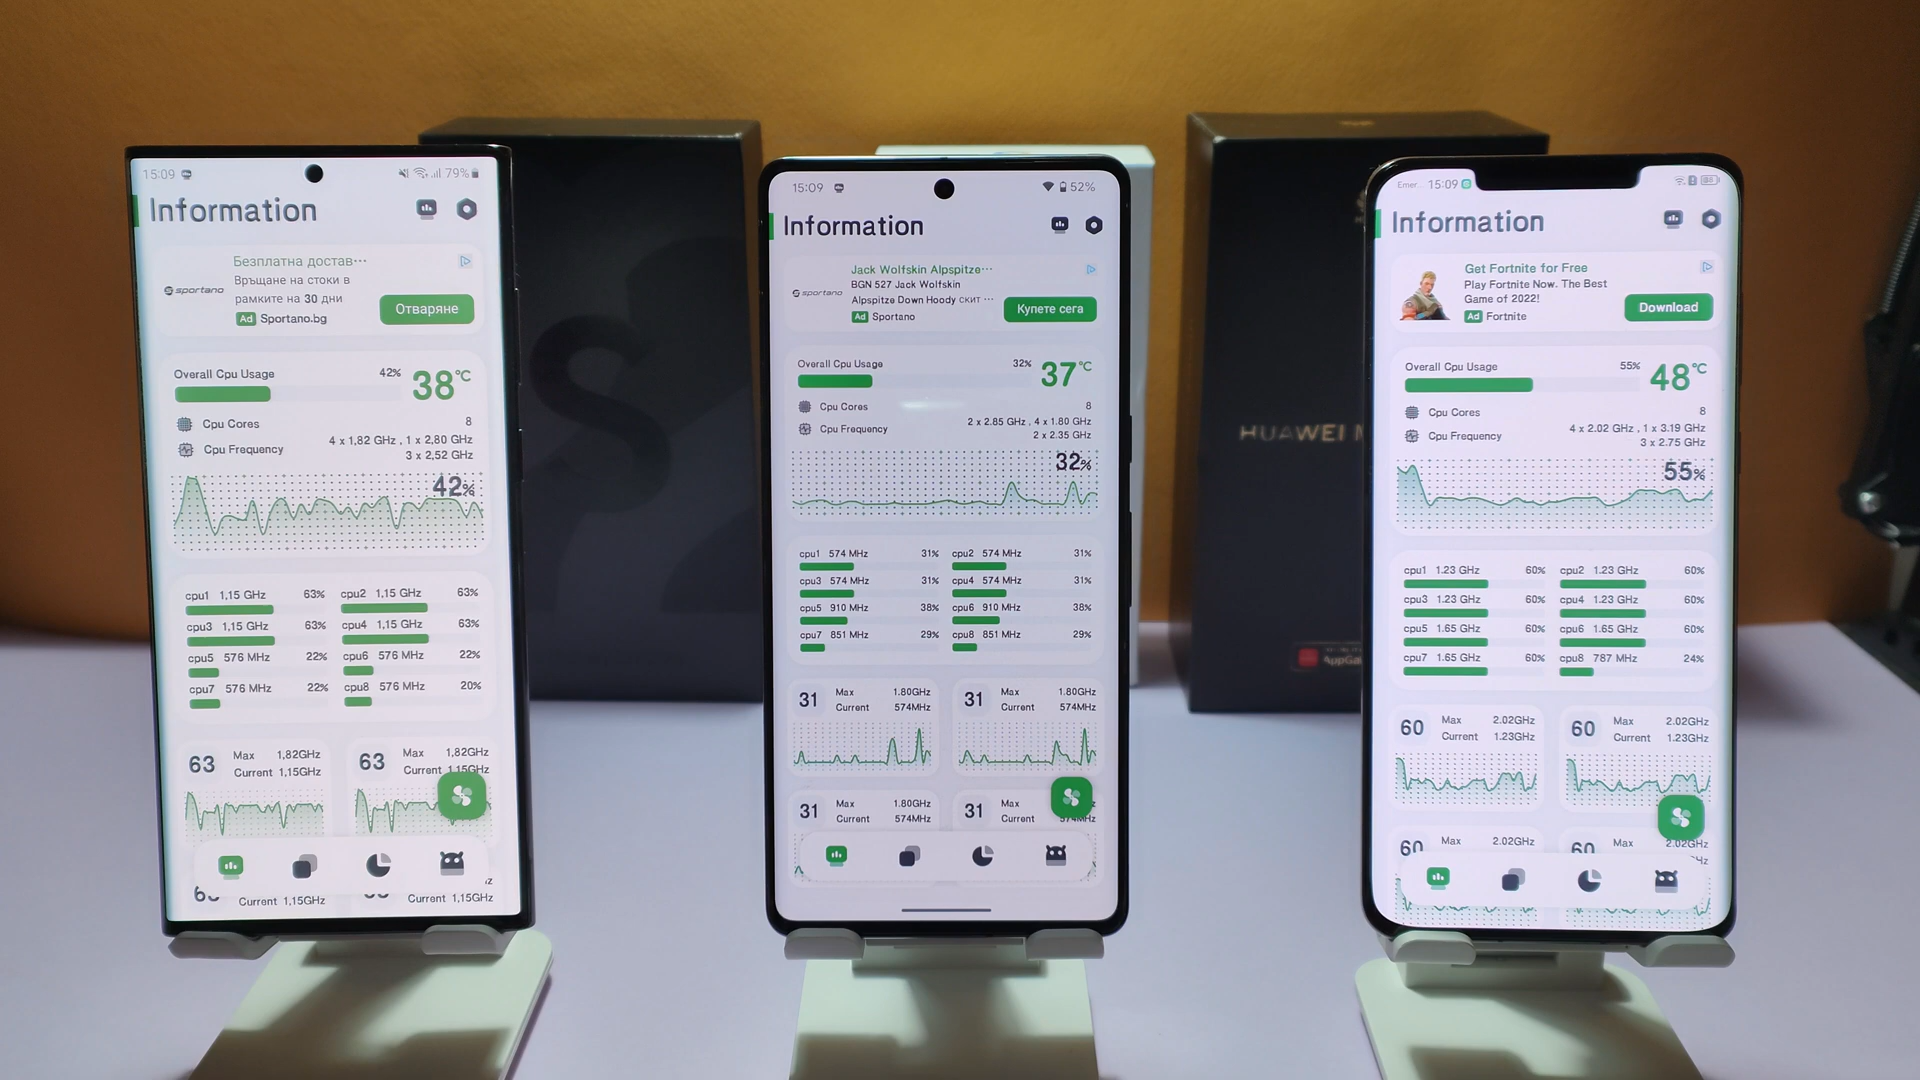 15:09
79%
Information
sportano
Безплатна достав···
Връщане на стоки в
рамките на 30 дни
Ad Sportano.bg
Отваряне
Overall Cpu Usage 42% 38°C
Cpu Cores 8
Cpu Frequency 4 x 1,82 GHz , 1 x 2,80 GHz
3 x 2,52 GHz
42%
cpu1 1,15 GHz 63% cpu2 1,15 GHz 63%
cpu3 1,15 GHz 63% cpu4 1,15 GHz 63%
cpu5 576 MHz 22% cpu6 576 MHz 22%
cpu7 576 MHz 22% cpu8 576 MHz 20%
63 Max 1,82GHz
Current 1,15GHz
63 Max 1,82GHz
Current 1,15GHz
Current 1,15GHz
Current 1,15GHz
S
15:09
52%
Information
sportano
Jack Wolfskin Alpspitze···
BGN 527 Jack Wolfskin
Alpspitze Down Hoody скит ···
Ad Sportano
Купете сега
Overall Cpu Usage 32% 37°C
Cpu Cores 8
Cpu Frequency 2 x 2.85 GHz , 4 x 1.80 GHz
2 x 2.35 GHz
32%
cpu1 574 MHz 31% cpu2 574 MHz 31%
cpu3 574 MHz 31% cpu4 574 MHz 31%
cpu5 910 MHz 38% cpu6 910 MHz 38%
cpu7 851 MHz 29% cpu8 851 MHz 29%
31 Max 1.80GHz
Current 574MHz
31 Max 1.80GHz
Current 574MHz
31 Max 1.80GHz
Current 574MHz
31 Max
Current 574MHz
HUAWEI
AppGal
Emer... 15:09
Information
Get Fortnite for Free
Play Fortnite Now. The Best
Game of 2022!
Ad Fortnite
Download
Overall Cpu Usage 55% 48°C
Cpu Cores 8
Cpu Frequency 4 x 2.02 GHz , 1 x 3.19 GHz
3 x 2.75 GHz
55%
cpu1 1.23 GHz 60% cpu2 1.23 GHz 60%
cpu3 1.23 GHz 60% cpu4 1.23 GHz 60%
cpu5 1.65 GHz 60% cpu6 1.65 GHz 60%
cpu7 1.65 GHz 60% cpu8 787 MHz 24%
60 Max 2.02GHz
Current 1.23GHz
60 Max 2.02GHz
Current 1.23GHz
60 Max 2.02GHz
60 Max 2.02GHz